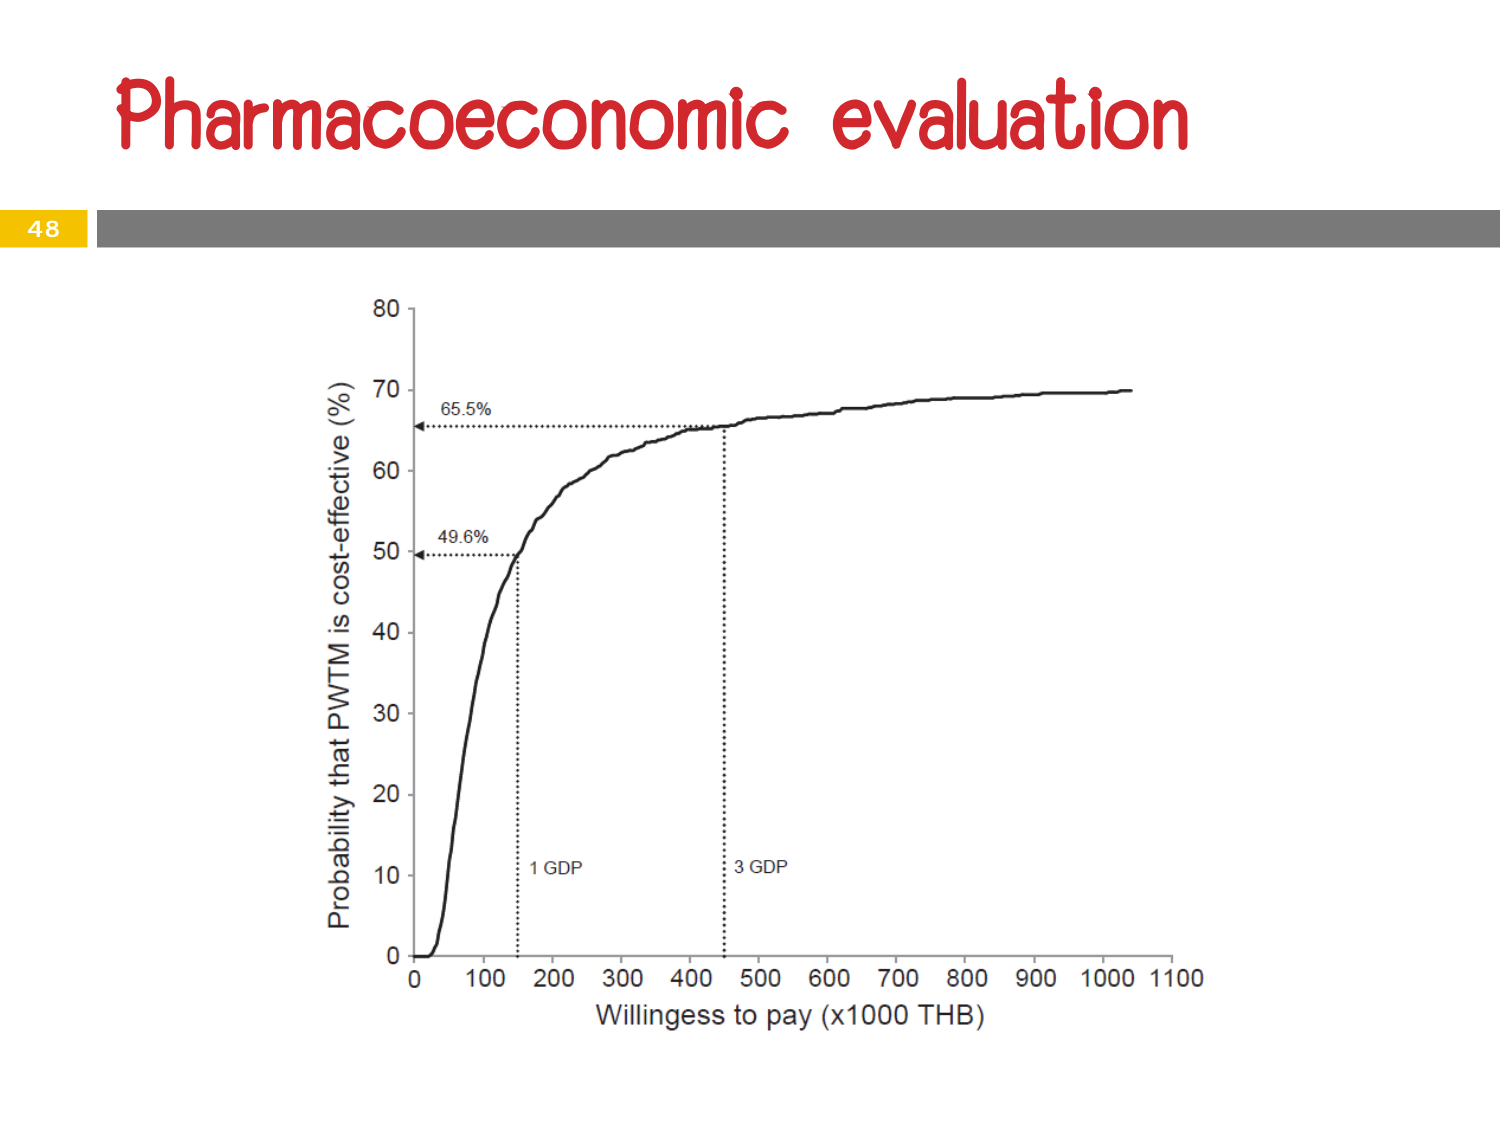 Pharmacoeconomic evaluation
48
Probability that PWTM is cost-effective (%)
80
70
60
50
40
30
20
10
0
65.5%
49.6%
1 GDP
3 GDP
0 100 200 300 400 500 600 700 800 900 1000 1100
Willingess to pay (x1000 THB)